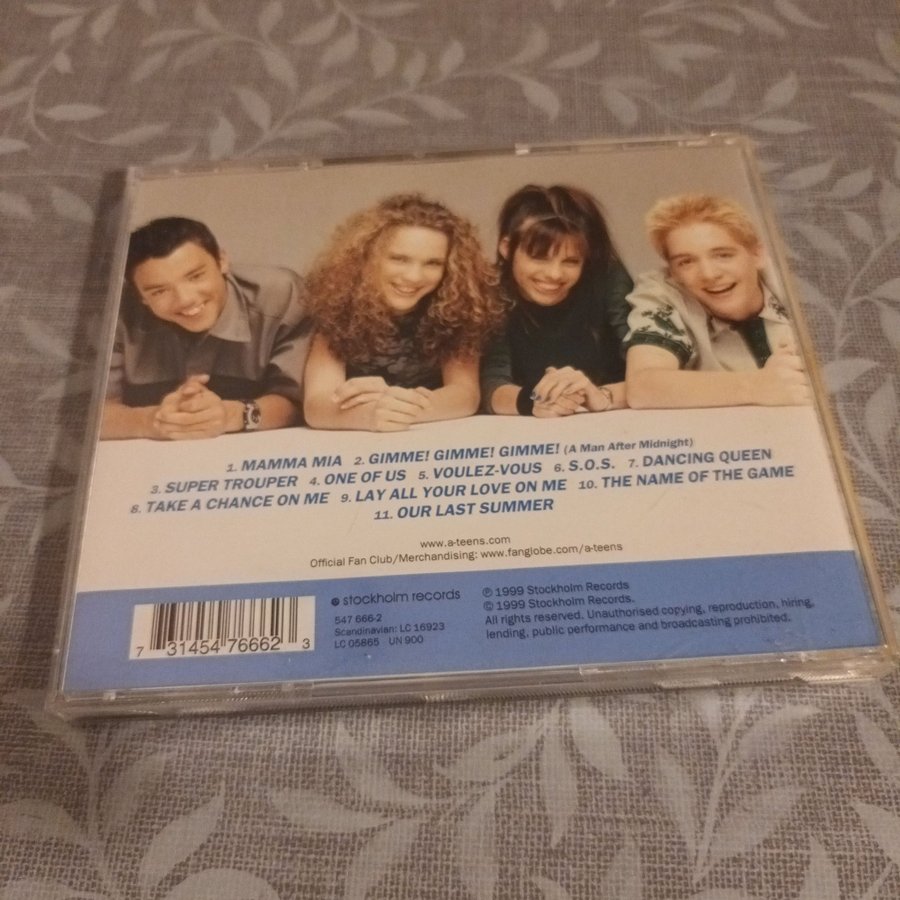 1. MAMMA MIA 2. GIMME! GIMME! GIMME! (A Man After Midnight)
3. SUPER TROUPER 4. ONE OF US 5. VOULEZ-VOUS 6. S.O.S. 7. DANCING QUEEN
8. TAKE A CHANCE ON ME 9. LAY ALL YOUR LOVE ON ME 10. THE NAME OF THE GAME
11. OUR LAST SUMMER
www.a-teens.com
Official Fan Club/Merchandising: www.fanglobe.com/a-teens
7 31454 76662 3
stockholm records
547 666-2
Scandinavian: LC 16923
LC 05865 UN 900
℗ 1999 Stockholm Records
© 1999 Stockholm Records.
All rights reserved. Unauthorised copying, reproduction, hiring,
lending, public performance and broadcasting prohibited.